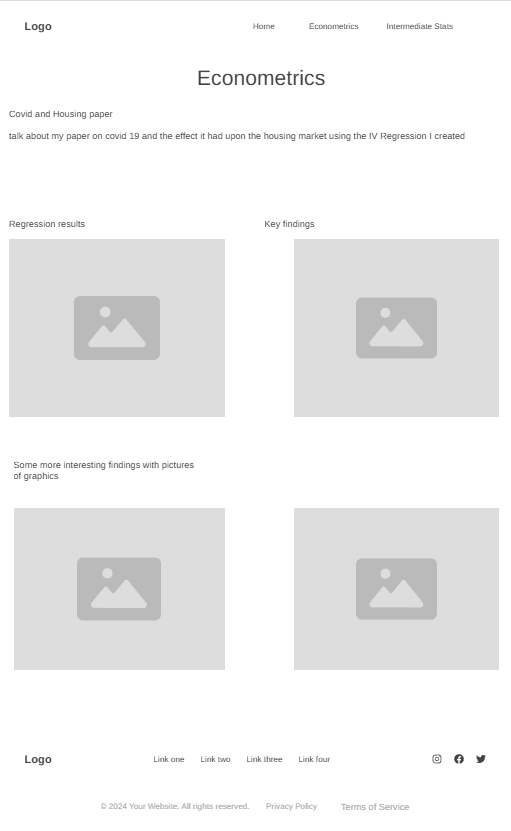 Logo
Home Econometrics Intermediate Stats
Econometrics
Covid and Housing paper
talk about my paper on covid 19 and the effect it had upon the housing market using the IV Regression I created
Regression results Key findings
Some more interesting findings with pictures
of graphics
Logo
Link one Link two Link three Link four
© 2024 Your Website. All rights reserved. Privacy Policy Terms of Service